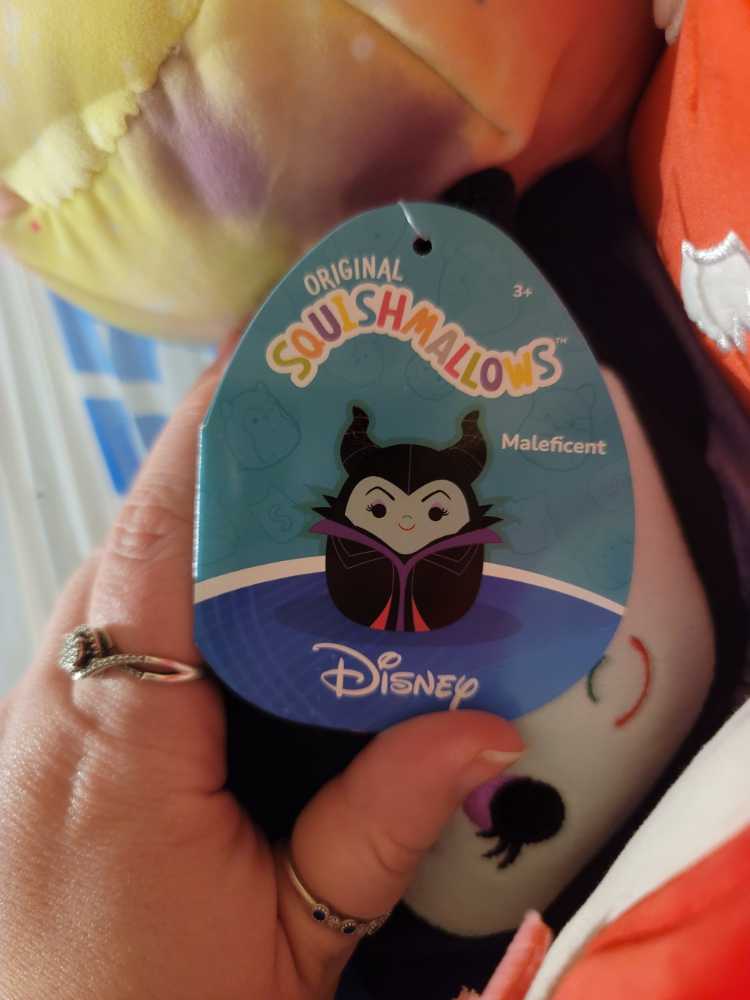 ORIGINAL
SQUISHMALLOWS™
3+
Maleficent
Disney